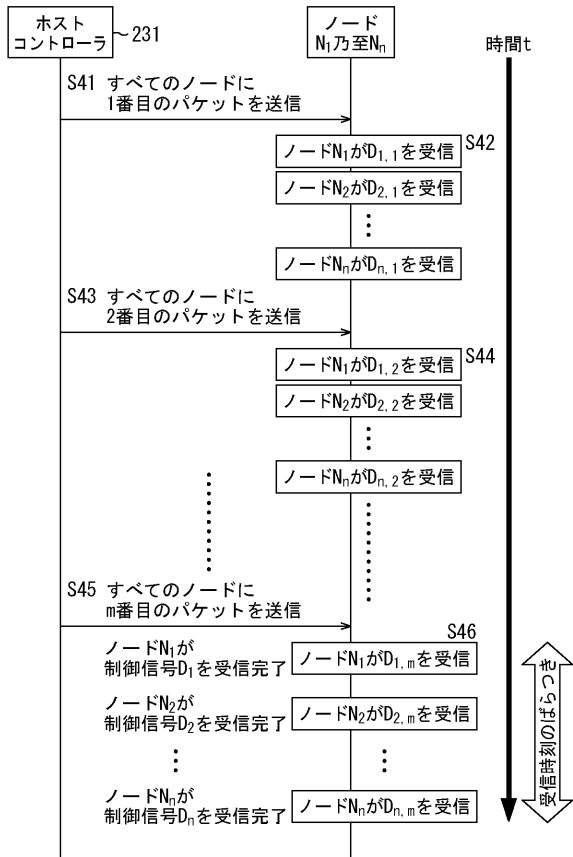 ホスト
コントローラ
231
ノード
N1乃至Nn
時間t
S41 すべてのノードに
1番目のパケットを送信
S42
ノードN1がD1,1を受信
ノードN2がD2,1を受信
ノードNnがDn,1を受信
S43 すべてのノードに
2番目のパケットを送信
S44
ノードN1がD1,2を受信
ノードN2がD2,2を受信
ノードNnがDn,2を受信
S45 すべてのノードに
m番目のパケットを送信
S46
ノードN1が
制御信号D1を受信完了
ノードN1がD1,mを受信
ノードN2が
制御信号D2を受信完了
ノードN2がD2,mを受信
ノードNnが
制御信号Dnを受信完了
ノードNnがDn,mを受信
受信時刻のばらつき